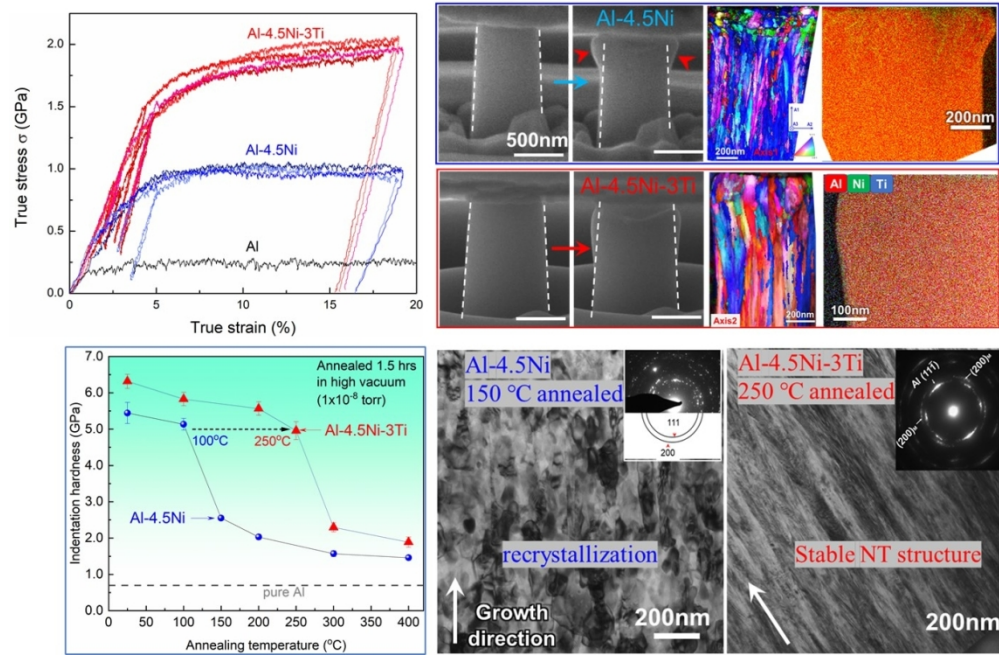 True stress σ (GPa)
2.0
1.5
1.0
0.5
0.0
Al-4.5Ni-3Ti
Al-4.5Ni
Al
0
5
10
15
20
True strain (%)
Al-4.5Ni
500nm
200nm
200nm
Al-4.5Ni-3Ti
Axis2
200nm
Al Ni Ti
100nm
Indentation hardness (GPa)
7.0
6.0
5.0
4.0
3.0
2.0
1.0
0.0
Annealed 1.5 hrs
in high vacuum
(1x10⁻⁸ torr)
100°C
250°C
Al-4.5Ni-3Ti
Al-4.5Ni
pure Al
0
50
100
150
200
250
300
350
400
Annealing temperature (°C)
Al-4.5Ni
150 °C annealed
111
200
recrystallization
Growth
direction
200nm
Al-4.5Ni-3Ti
250 °C annealed
Stable NT structure
200nm